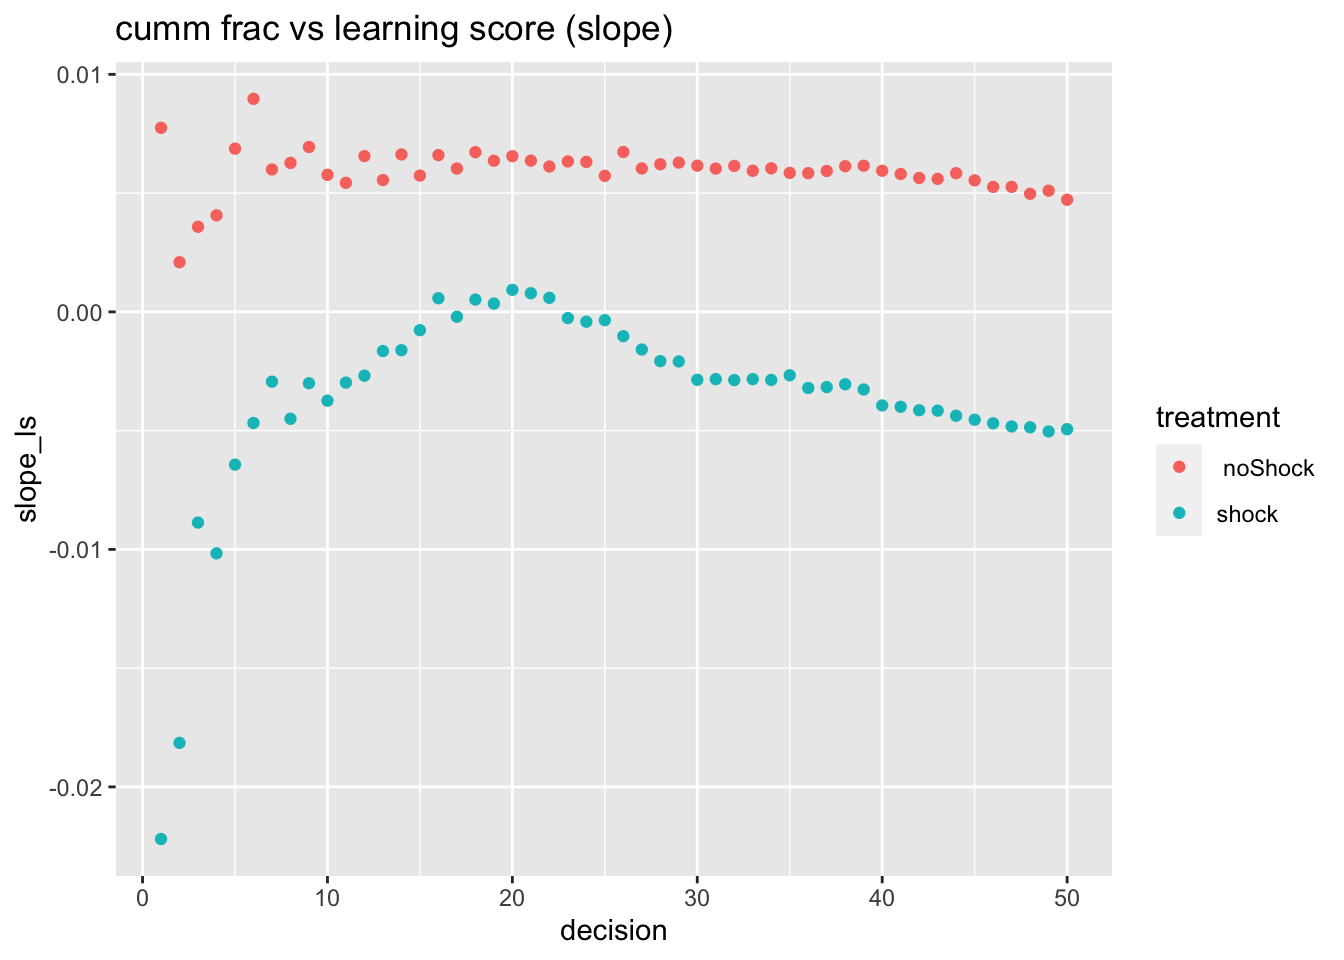 cumm frac vs learning score (slope)
0.01
0.00
-0.01
-0.02
slope_ls
0 10 20 30 40 50
decision
treatment
noShock
shock